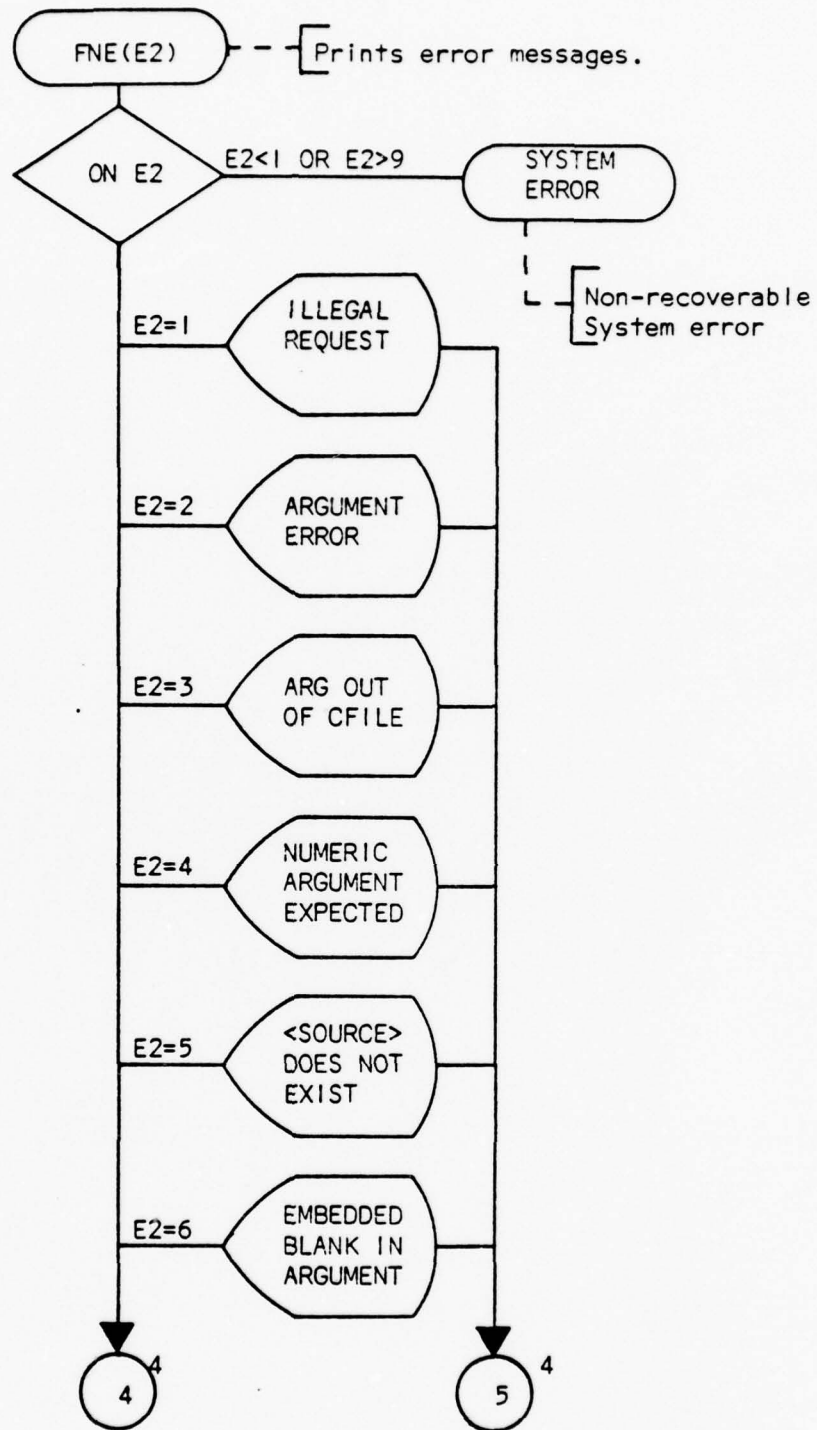 FNE(E2)
Prints error messages.
ON E2
E2<1 OR E2>9
SYSTEM
ERROR
Non-recoverable
System error
E2=1
ILLEGAL
REQUEST
E2=2
ARGUMENT
ERROR
E2=3
ARG OUT
OF CFILE
E2=4
NUMERIC
ARGUMENT
EXPECTED
E2=5
<SOURCE>
DOES NOT
EXIST
E2=6
EMBEDDED
BLANK IN
ARGUMENT
4
4
4
5